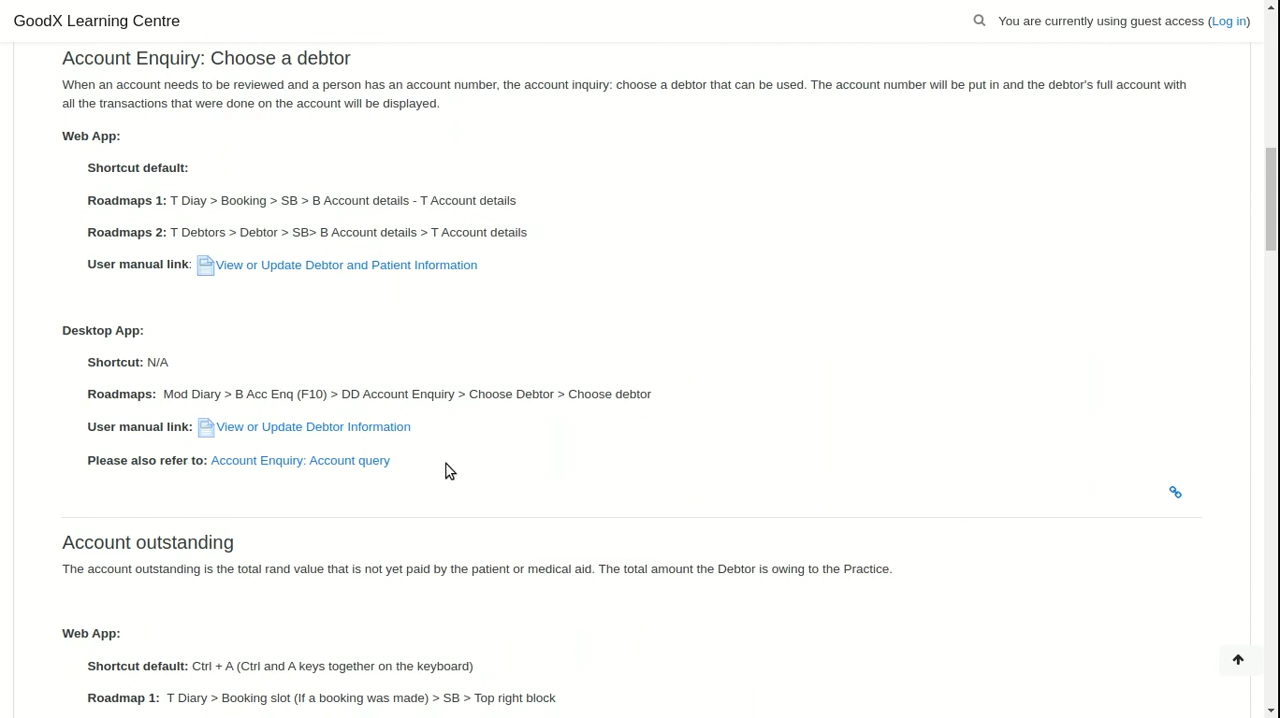 GoodX Learning Centre
You are currently using guest access (Log in)
Account Enquiry: Choose a debtor
When an account needs to be reviewed and a person has an account number, the account inquiry: choose a debtor that can be used. The account number will be put in and the debtor's full account with
all the transactions that were done on the account will be displayed.
Web App:
Shortcut default:
Roadmaps 1: T Diay > Booking > SB > B Account details - T Account details
Roadmaps 2: T Debtors > Debtor > SB> B Account details > T Account details
User manual link: View or Update Debtor and Patient Information
Desktop App:
Shortcut: N/A
Roadmaps: Mod Diary > B Acc Enq (F10) > DD Account Enquiry > Choose Debtor > Choose debtor
User manual link: View or Update Debtor Information
Please also refer to: Account Enquiry: Account query
Account outstanding
The account outstanding is the total rand value that is not yet paid by the patient or medical aid. The total amount the Debtor is owing to the Practice.
Web App:
Shortcut default: Ctrl + A (Ctrl and A keys together on the keyboard)
Roadmap 1: T Diary > Booking slot (If a booking was made) > SB > Top right block